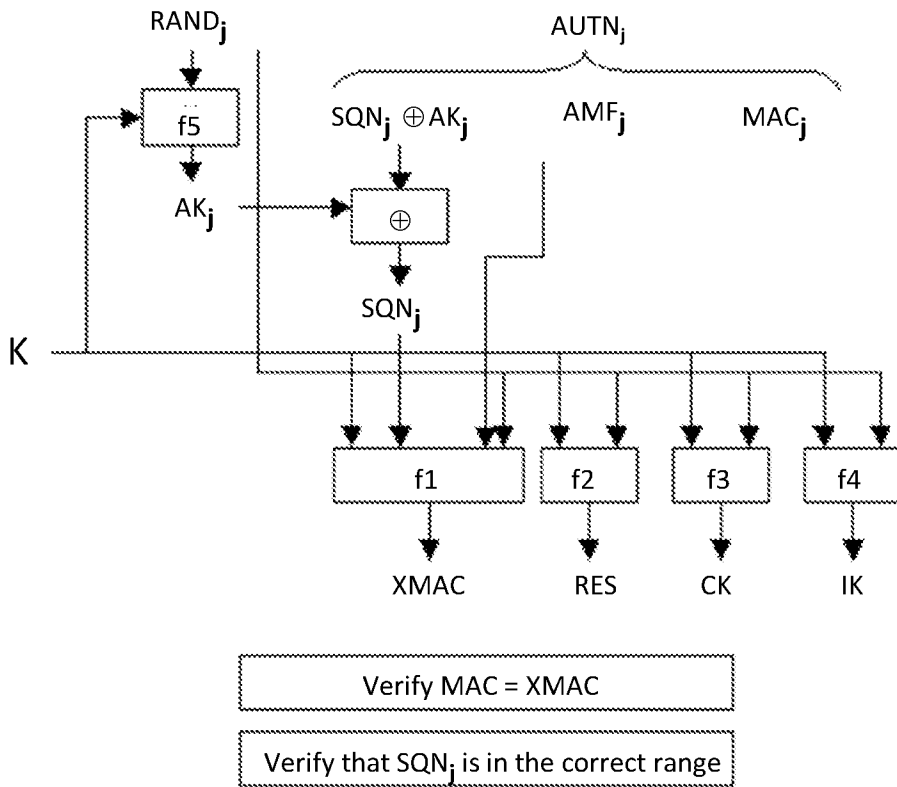 RANDj
AUTNj
f5
SQNj ⊕ AKj
AMFj
MACj
AKj
⊕
SQNj
K
f1
f2
f3
f4
XMAC
RES
CK
IK
Verify MAC = XMAC
Verify that SQNj is in the correct range